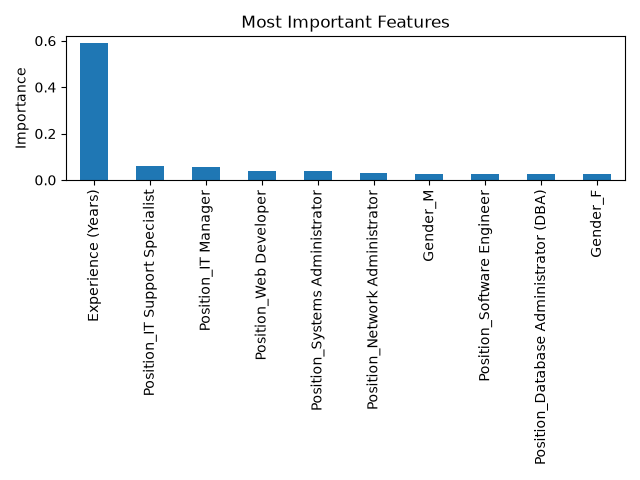 Most Important Features
Importance
0.6
0.4
0.2
0.0
Experience (Years)
Position_IT Support Specialist
Position_IT Manager
Position_Web Developer
Position_Systems Administrator
Position_Network Administrator
Gender_M
Position_Software Engineer
Position_Database Administrator (DBA)
Gender_F